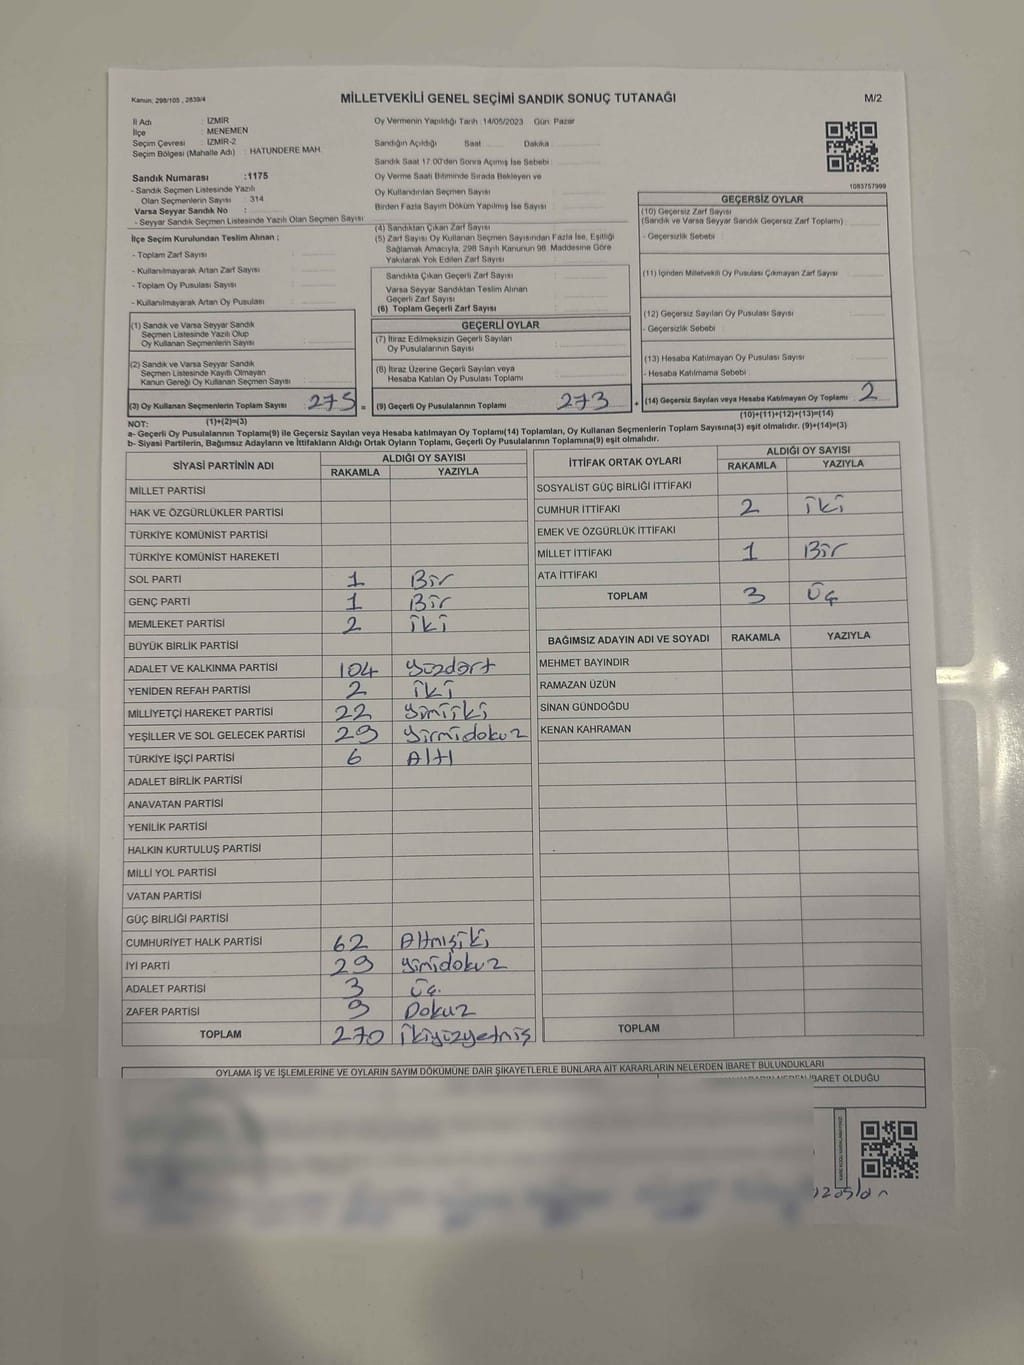 Kanun; 298/105 , 2839/4
MİLLETVEKİLİ GENEL SEÇİMİ SANDIK SONUÇ TUTANAĞI
M/2
İl Adı : İZMİR
İlçe : MENEMEN
Seçim Çevresi : İZMİR-2
Seçim Bölgesi (Mahalle Adı) : HATUNDERE MAH.
Sandık Numarası :1175
- Sandık Seçmen Listesinde Yazılı
Olan Seçmenlerin Sayısı : 314
Varsa Seyyar Sandık No :
- Seyyar Sandık Seçmen Listesinde Yazılı Olan Seçmen Sayısı
Oy Vermenin Yapıldığı Tarih :14/05/2023 Gün: Pazar
Sandığın Açıldığı Saat Dakika
Sandık Saat 17.00'den Sonra Açılmış İse Sebebi :
Oy Verme Saati Bitiminde Sırada Bekleyen ve
Oy Kullandırılan Seçmen Sayısı
Birden Fazla Sayım Döküm Yapılmış İse Sayısı :
1083757999
İlçe Seçim Kurulundan Teslim Alınan ;
- Toplam Zarf Sayısı
- Kullanılmayarak Artan Zarf Sayısı
- Toplam Oy Pusulası Sayısı
- Kullanılmayarak Artan Oy Pusulası
(4) Sandıktan Çıkan Zarf Sayısı
(5) Zarf Sayısı Oy Kullanan Seçmen Sayısından Fazla İse, Eşitliği
Sağlamak Amacıyla, 298 Sayılı Kanunun 98. Maddesine Göre
Yakılarak Yok Edilen Zarf Sayısı
Sandıkta Çıkan Geçerli Zarf Sayısı
Varsa Seyyar Sandıktan Teslim Alınan
Geçerli Zarf Sayısı
(6) Toplam Geçerli Zarf Sayısı
GEÇERSİZ OYLAR
(10) Geçersiz Zarf Sayısı
(Sandık ve Varsa Seyyar Sandık Geçersiz Zarf Toplamı)
- Geçersizlik Sebebi :
(11) İçinden Milletvekili Oy Pusulası Çıkmayan Zarf Sayısı
(12) Geçersiz Sayılan Oy Pusulası Sayısı
- Geçersizlik Sebebi
(13) Hesaba Katılmayan Oy Pusulası Sayısı
- Hesaba Katılmama Sebebi
(14) Geçersiz Sayılan veya Hesaba Katılmayan Oy Toplamı 2
(10)+(11)+(12)+(13)=(14)
(1) Sandık ve Varsa Seyyar Sandık
Seçmen Listesinde Yazılı Olup
Oy Kullanan Seçmenlerin Sayısı
(2) Sandık ve Varsa Seyyar Sandık
Seçmen Listesinde Kayıtlı Olmayan
Kanun Gereği Oy Kullanan Seçmen Sayısı
(3) Oy Kullanan Seçmenlerin Toplam Sayısı : 275 =
(1)+(2)=(3)
GEÇERLİ OYLAR
(7) İtiraz Edilmeksizin Geçerli Sayılan
Oy Pusulalarının Sayısı
(8) İtiraz Üzerine Geçerli Sayılan veya
Hesaba Katılan Oy Pusulası Toplamı
(9) Geçerli Oy Pusulalarının Toplamı : 273 +
NOT:
a- Geçerli Oy Pusulalarının Toplamı(9) ile Geçersiz Sayılan veya Hesaba katılmayan Oy Toplamı(14) Toplamları, Oy Kullanan Seçmenlerin Toplam Sayısına(3) eşit olmalıdır. (9)+(14)=(3)
b- Siyasi Partilerin, Bağımsız Adayların ve İttifakların Aldığı Ortak Oyların Toplamı, Geçerli Oy Pusulalarının Toplamına(9) eşit olmalıdır.
SİYASİ PARTİNİN ADI ALDIĞI OY SAYISI
RAKAMLA YAZIYLA
MİLLET PARTİSİ
HAK VE ÖZGÜRLÜKLER PARTİSİ
TÜRKİYE KOMÜNİST PARTİSİ
TÜRKİYE KOMÜNİST HAREKETİ
SOL PARTİ 1 Bir
GENÇ PARTİ 1 Bir
MEMLEKET PARTİSİ 2 iki
BÜYÜK BİRLİK PARTİSİ
ADALET VE KALKINMA PARTİSİ 104 yüzdört
YENİDEN REFAH PARTİSİ 2 iki
MİLLİYETÇİ HAREKET PARTİSİ 22 yirmiiki
YEŞİLLER VE SOL GELECEK PARTİSİ 29 yirmidokuz
TÜRKİYE İŞÇİ PARTİSİ 6 Altı
ADALET BİRLİK PARTİSİ
ANAVATAN PARTİSİ
YENİLİK PARTİSİ
HALKIN KURTULUŞ PARTİSİ
MİLLİ YOL PARTİSİ
VATAN PARTİSİ
GÜÇ BİRLİĞİ PARTİSİ
CUMHURİYET HALK PARTİSİ 62 Altmışiki
İYİ PARTİ 29 yirmidokuz
ADALET PARTİSİ 3 üç.
ZAFER PARTİSİ 9 Dokuz
TOPLAM 270 ikiyüzyetmiş
İTTİFAK ORTAK OYLARI ALDIĞI OY SAYISI
RAKAMLA YAZIYLA
SOSYALİST GÜÇ BİRLİĞİ İTTİFAKI
CUMHUR İTTİFAKI 2 iki
EMEK VE ÖZGÜRLÜK İTTİFAKI
MİLLET İTTİFAKI 1 Bir
ATA İTTİFAKI
TOPLAM 3 üç
BAĞIMSIZ ADAYIN ADI VE SOYADI RAKAMLA YAZIYLA
MEHMET BAYINDIR
RAMAZAN ÜZÜN
SİNAN GÜNDOĞDU
KENAN KAHRAMAN
TOPLAM
OYLAMA İŞ VE İŞLEMLERİNE VE OYLARIN SAYIM DÖKÜMÜNE DAİR ŞİKAYETLERLE BUNLARA AİT KARARLARIN NELERDEN İBARET BULUNDUKLARI
İBARET OLDUĞU